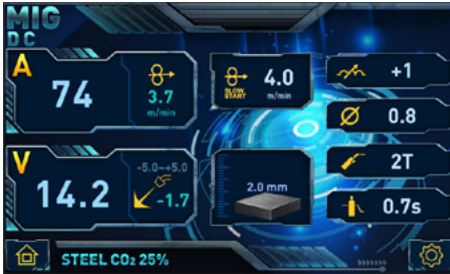 MIG
DC
A
74
3.7
m/min
SLOW
START
4.0
m/min
+1
0.8
2T
0.7s
V
14.2
-5.0~+5.0
-1.7
2.0 mm
STEEL CO₂ 25%